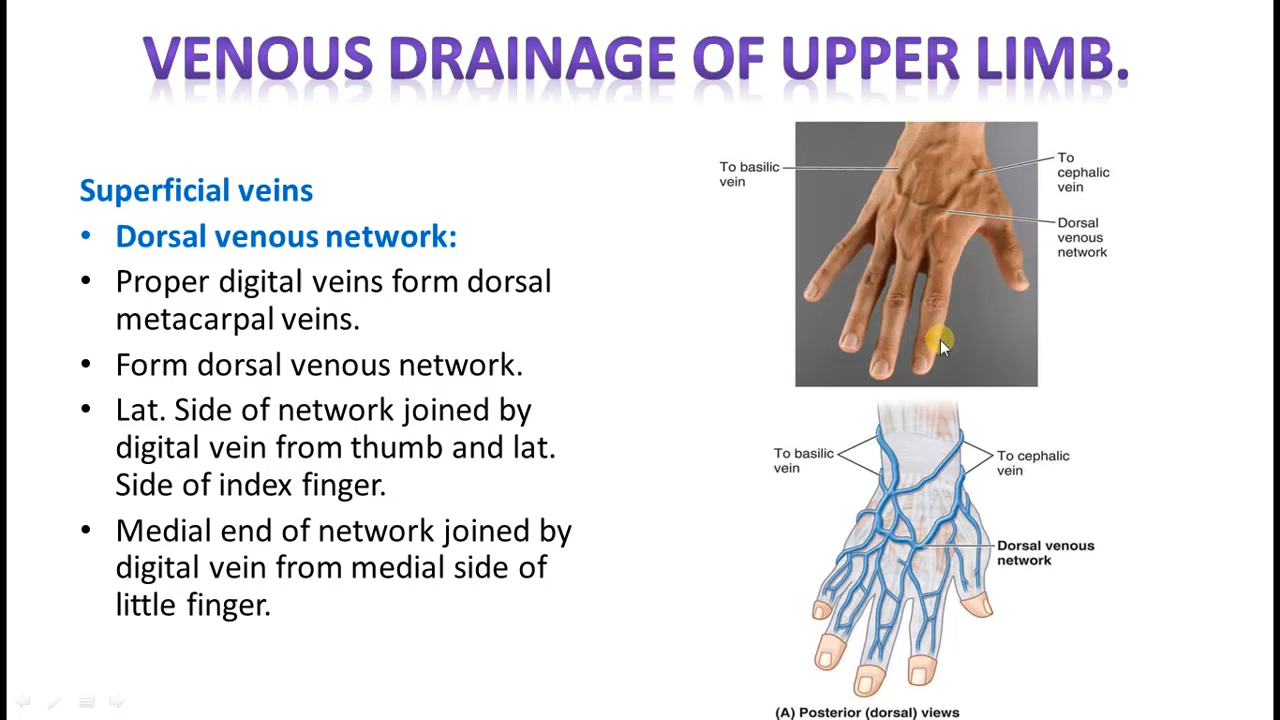 VENOUS DRAINAGE OF UPPER LIMB.
Superficial veins
• Dorsal venous network:
• Proper digital veins form dorsal
metacarpal veins.
• Form dorsal venous network.
• Lat. Side of network joined by
digital vein from thumb and lat.
Side of index finger.
• Medial end of network joined by
digital vein from medial side of
little finger.
To basilic
vein
To
cephalic
vein
Dorsal
venous
network
To basilic
vein
To cephalic
vein
Dorsal venous
network
(A) Posterior (dorsal) views